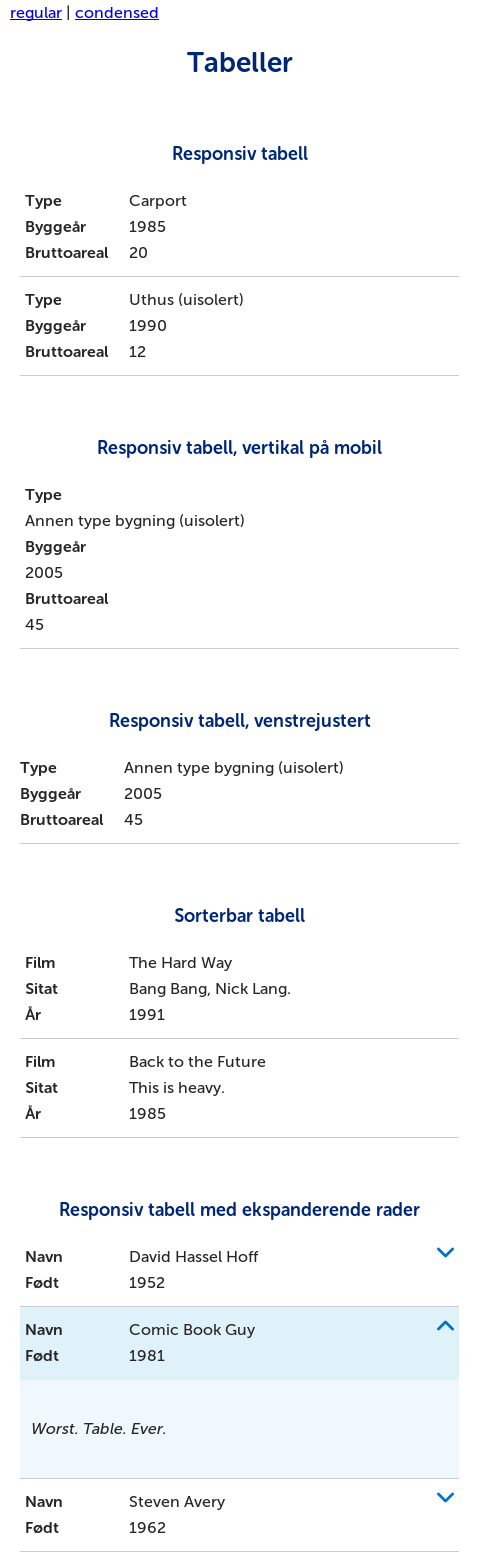 regular | condensed
Tabeller
Responsiv tabell
Type Carport
Byggeår 1985
Bruttoareal 20
Type Uthus (uisolert)
Byggeår 1990
Bruttoareal 12
Responsiv tabell, vertikal på mobil
Type
Annen type bygning (uisolert)
Byggeår
2005
Bruttoareal
45
Responsiv tabell, venstrejustert
Type Annen type bygning (uisolert)
Byggeår 2005
Bruttoareal 45
Sorterbar tabell
Film The Hard Way
Sitat Bang Bang, Nick Lang.
År 1991
Film Back to the Future
Sitat This is heavy.
År 1985
Responsiv tabell med ekspanderende rader
Navn David Hassel Hoff
Født 1952
Navn Comic Book Guy
Født 1981
Worst. Table. Ever.
Navn Steven Avery
Født 1962